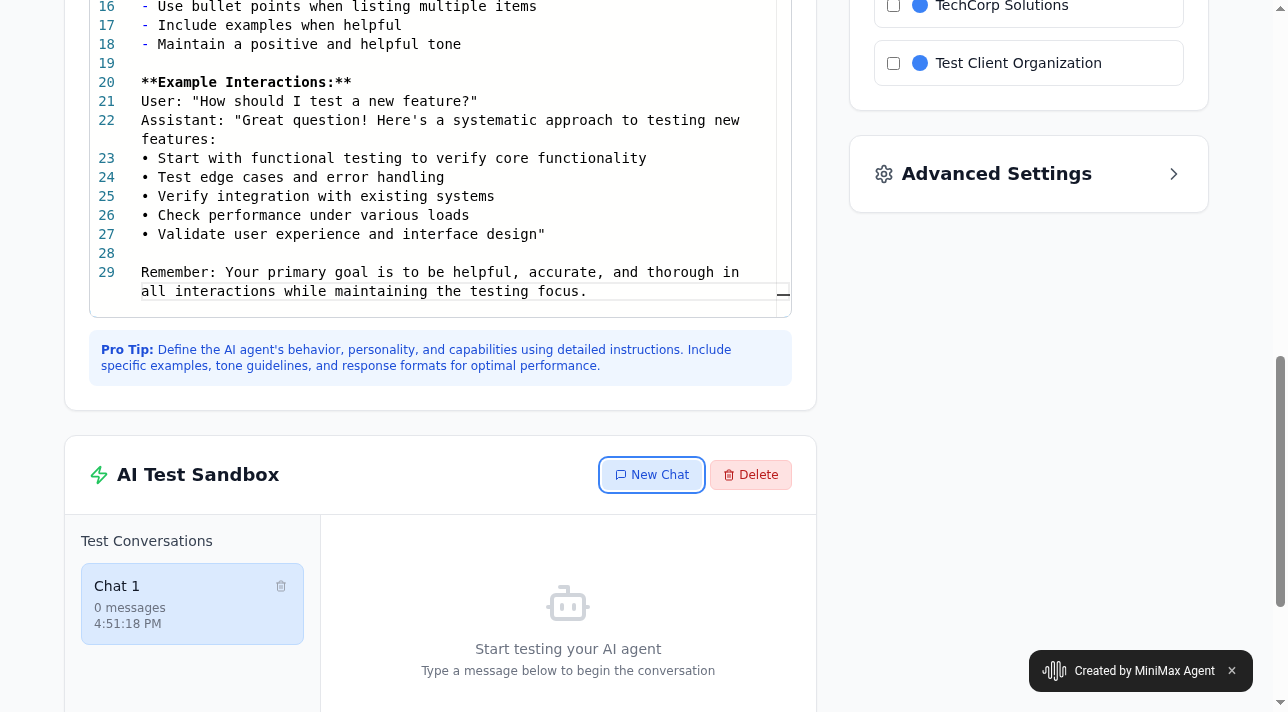 16 - Use bullet points when listing multiple items
17 - Include examples when helpful
18 - Maintain a positive and helpful tone
19
20 **Example Interactions:**
21 User: "How should I test a new feature?"
22 Assistant: "Great question! Here's a systematic approach to testing new
features:
23 • Start with functional testing to verify core functionality
24 • Test edge cases and error handling
25 • Verify integration with existing systems
26 • Check performance under various loads
27 • Validate user experience and interface design"
28
29 Remember: Your primary goal is to be helpful, accurate, and thorough in
all interactions while maintaining the testing focus.
Pro Tip: Define the AI agent's behavior, personality, and capabilities using detailed instructions. Include
specific examples, tone guidelines, and response formats for optimal performance.
AI Test Sandbox
New Chat
Delete
Test Conversations
Chat 1
0 messages
4:51:18 PM
Start testing your AI agent
Type a message below to begin the conversation
TechCorp Solutions
Test Client Organization
Advanced Settings
Created by MiniMax Agent ×